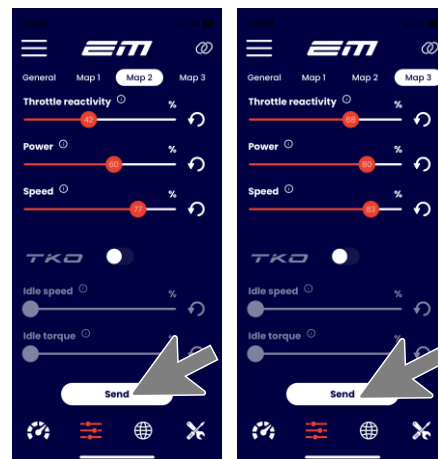 EM
General Map 1 Map 2 Map 3
Throttle reactivity %
42
Power %
60
Speed %
77
TKO
Idle speed %
Idle torque %
Send
EM
General Map 1 Map 2 Map 3
Throttle reactivity %
68
Power %
80
Speed %
83
TKO
Idle speed %
Idle torque %
Send